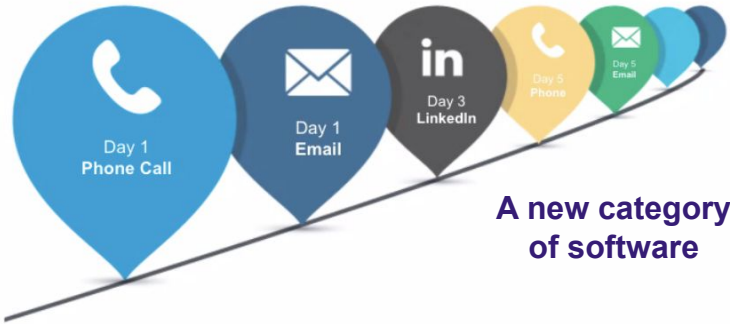 Day 1
Phone Call
Day 1
Email
in
Day 3
LinkedIn
Day 5
Phone
Day 5
Email
A new category
of software